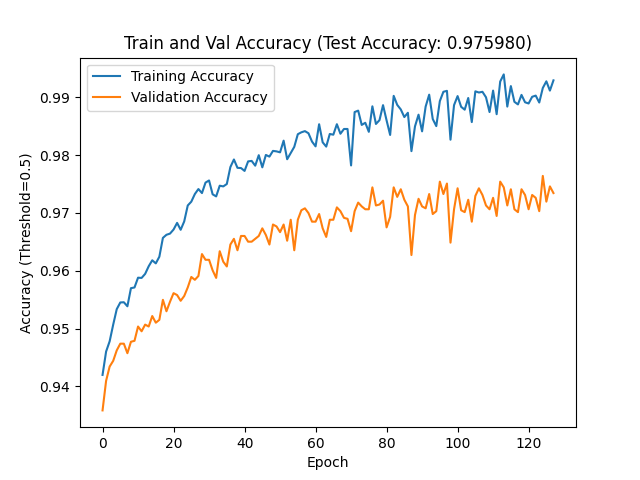 Train and Val Accuracy (Test Accuracy: 0.975980)
Training Accuracy
Validation Accuracy
0.99
0.98
0.97
0.96
0.95
0.94
Accuracy (Threshold=0.5)
0 20 40 60 80 100 120
Epoch